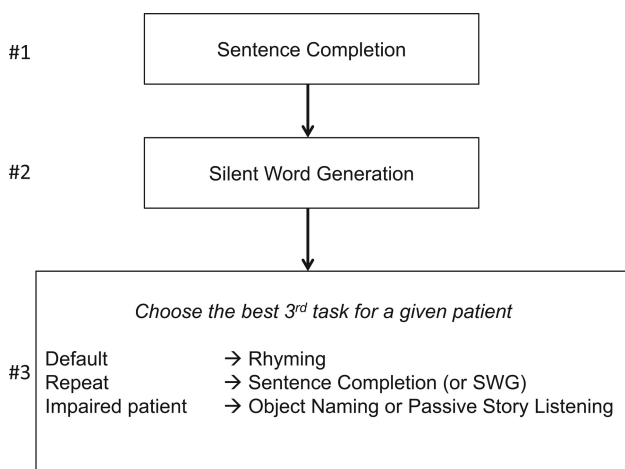 #1 Sentence Completion
#2 Silent Word Generation
Choose the best 3rd task for a given patient
#3
Default → Rhyming
Repeat → Sentence Completion (or SWG)
Impaired patient → Object Naming or Passive Story Listening